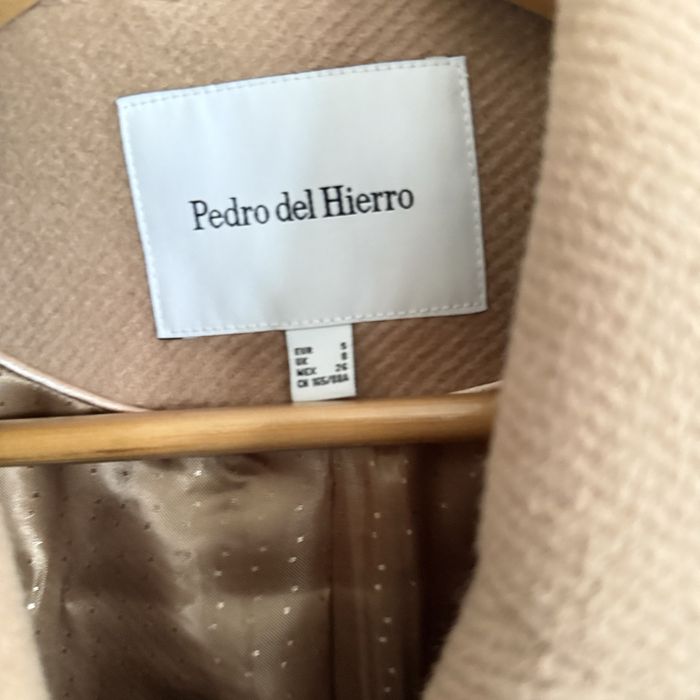 Pedro del Hierro
EUR S
UK 8
MEX 26
CN 165/88A